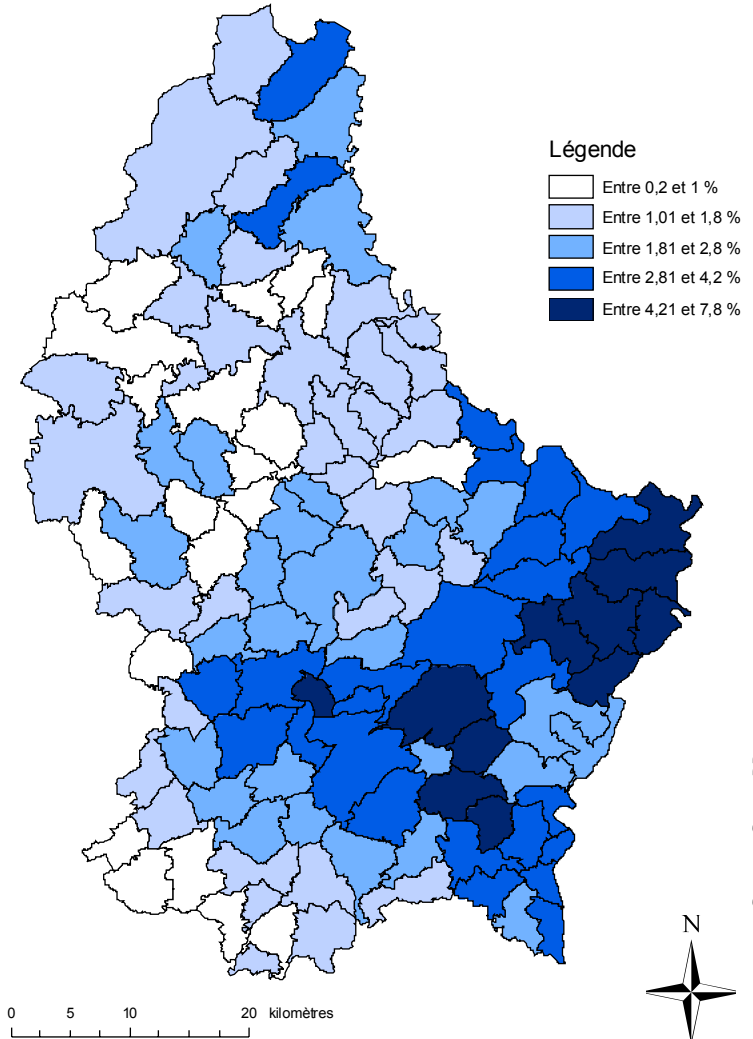 Légende
Entre 0,2 et 1 %
Entre 1,01 et 1,8 %
Entre 1,81 et 2,8 %
Entre 2,81 et 4,2 %
Entre 4,21 et 7,8 %
N
0 5 10 20 kilomètres